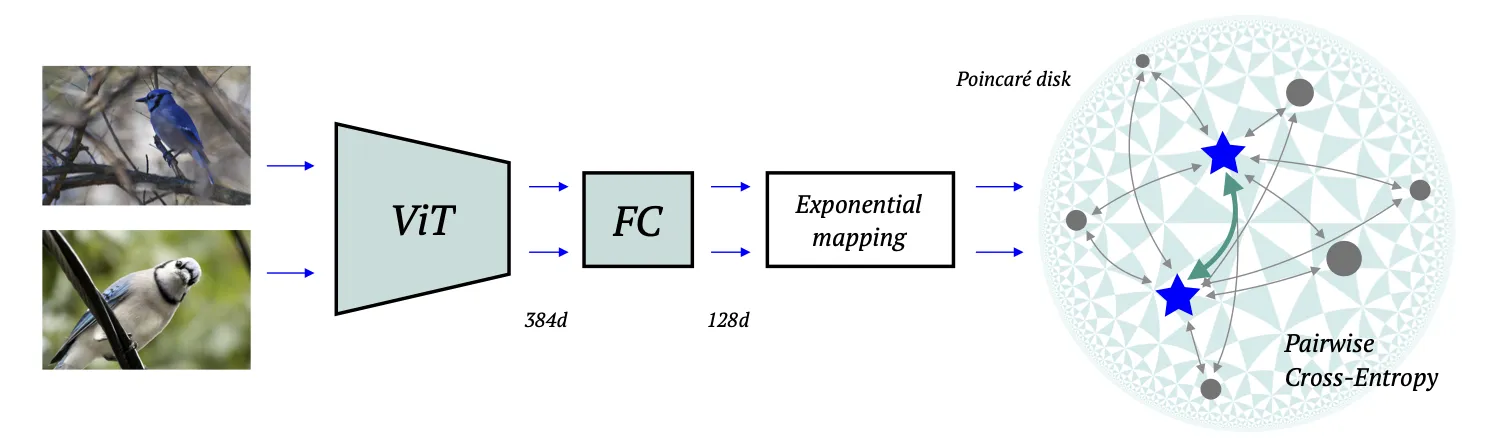 Poincaré disk
ViT
FC
Exponential
mapping
384d
128d
Pairwise
Cross-Entropy